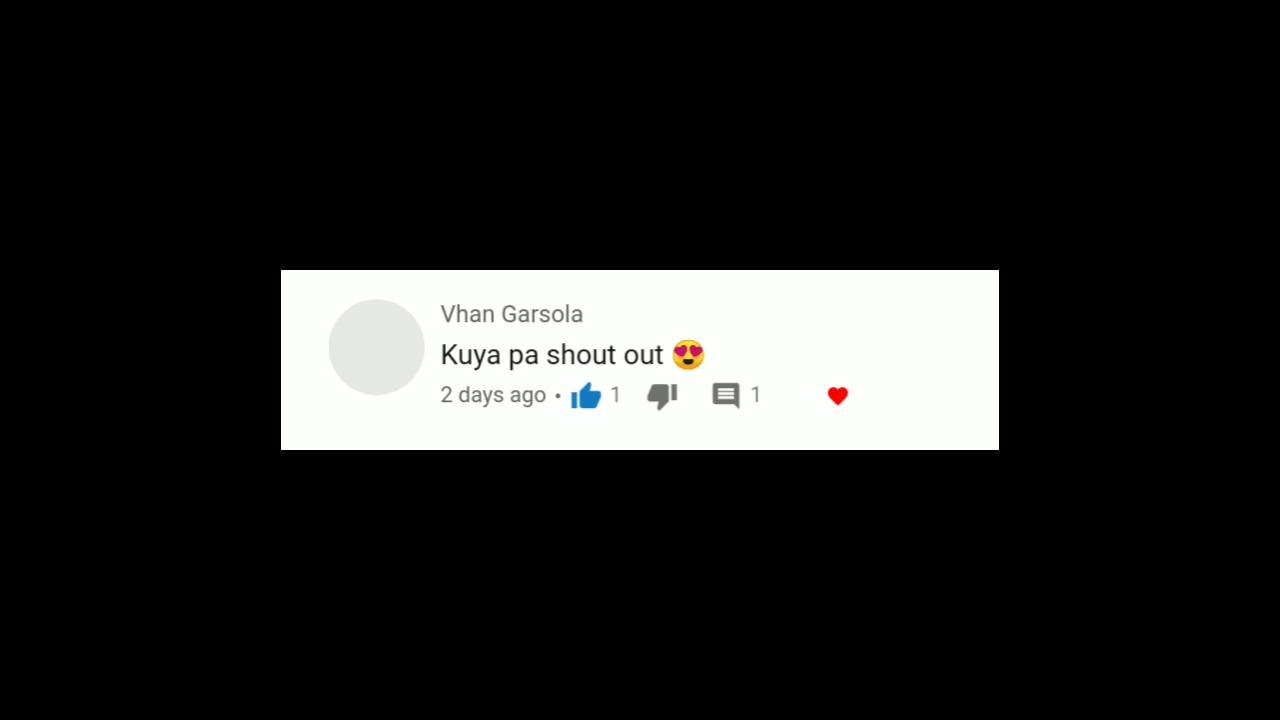 Vhan Garsola
Kuya pa shout out 😍
2 days ago • 1 1